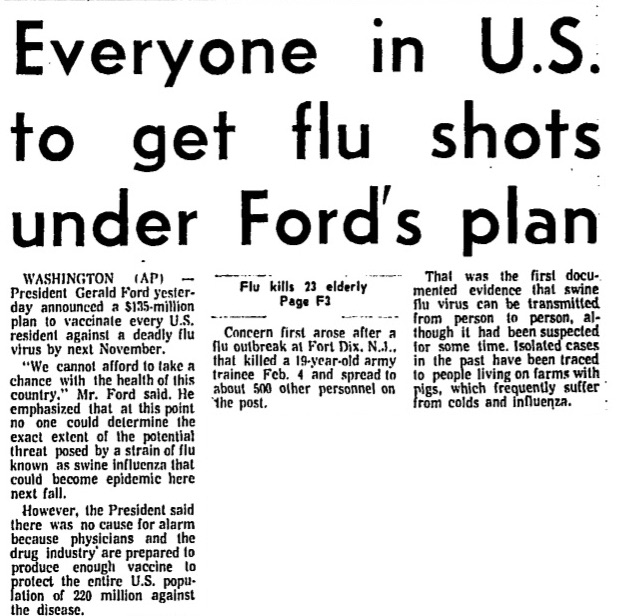 Everyone in U.S.
to get flu shots
under Ford's plan
WASHINGTON (AP) —
President Gerald Ford yester-
day announced a $135-million
plan to vaccinate every U.S.
resident against a deadly flu
virus by next November.
"We cannot afford to take a
chance with the health of this
country," Mr. Ford said. He
emphasized that at this point
no one could determine the
exact extent of the potential
threat posed by a strain of flu
known as swine influenza that
could become epidemic here
next fall.
However, the President said
there was no cause for alarm
because physicians and the
drug industry are prepared to
produce enough vaccine to
protect the entire U.S. popu-
lation of 220 million against
the disease.
Flu kills 23 elderly
Page F3
Concern first arose after a
flu outbreak at Fort Dix, N.J.,
that killed a 19-year-old army
trainee Feb. 4 and spread to
about 500 other personnel on
the post.
That was the first docu-
mented evidence that swine
flu virus can be transmitted
from person to person, al-
though it had been suspected
for some time. Isolated cases
in the past have been traced
to people living on farms with
pigs, which frequently suffer
from colds and influenza.